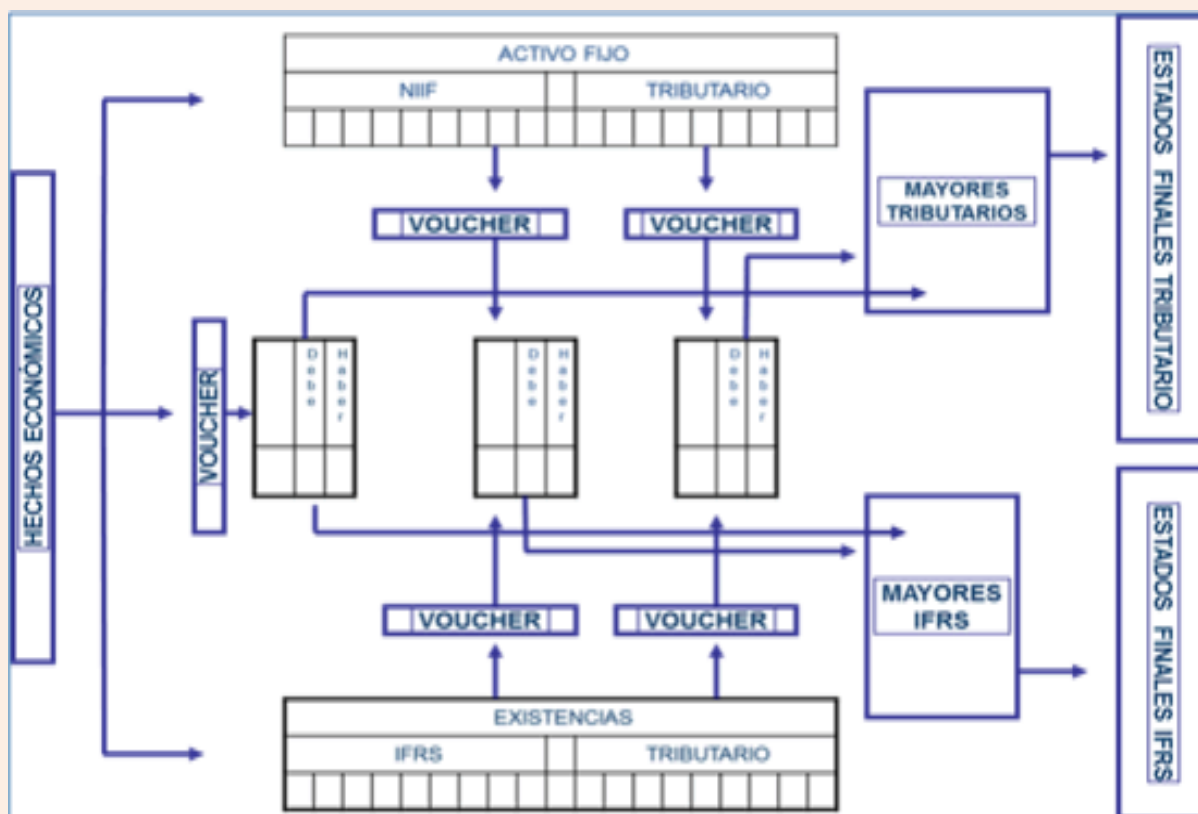 ACTIVO FIJO
NIIF
TRIBUTARIO
VOUCHER
VOUCHER
MAYORES
TRIBUTARIOS
ESTADOS FINALES TRIBUTARIO
HECHOS ECONÓMICOS
VOUCHER
Debe
Haber
Debe
Haber
Debe
Haber
VOUCHER
VOUCHER
MAYORES
IFRS
ESTADOS FINALES IFRS
EXISTENCIAS
IFRS
TRIBUTARIO